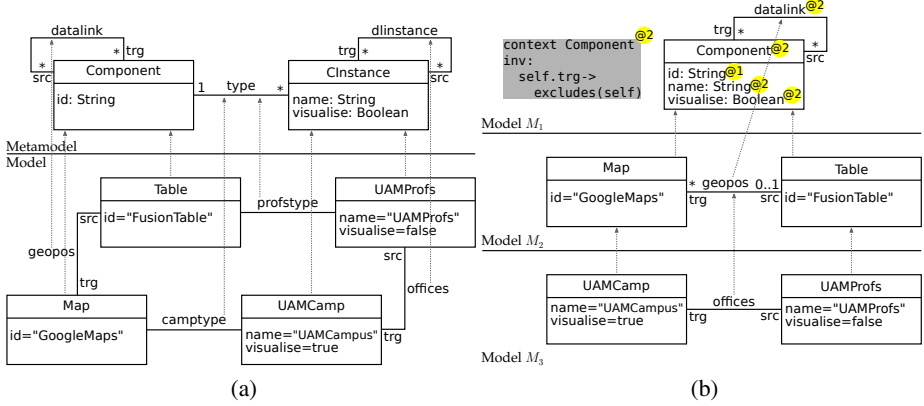 datalink
* trg
*
src
Component
id: String
1 type *
dlinstance
trg *
*
src
CInstance
name: String
visualise: Boolean
Metamodel
Model
Table
id="FusionTable"
src
profstype
UAMProfs
name="UAMProfs"
visualise=false
src
geopos
trg
offices
Map
id="GoogleMaps"
camptype
UAMCamp
name="UAMCampus"
visualise=true
trg
(a)
context Component
inv:
self.trg->
excludes(self)
@2
datalink@2
trg *
*
src
Component@2
id: String@1
name: String@2
visualise: Boolean@2
Model M1
Map
id="GoogleMaps"
* geopos 0..1
trg src
Table
id="FusionTable"
Model M2
UAMCamp
name="UAMCampus"
visualise=true
offices
trg src
UAMProfs
name="UAMProfs"
visualise=false
Model M3
(b)